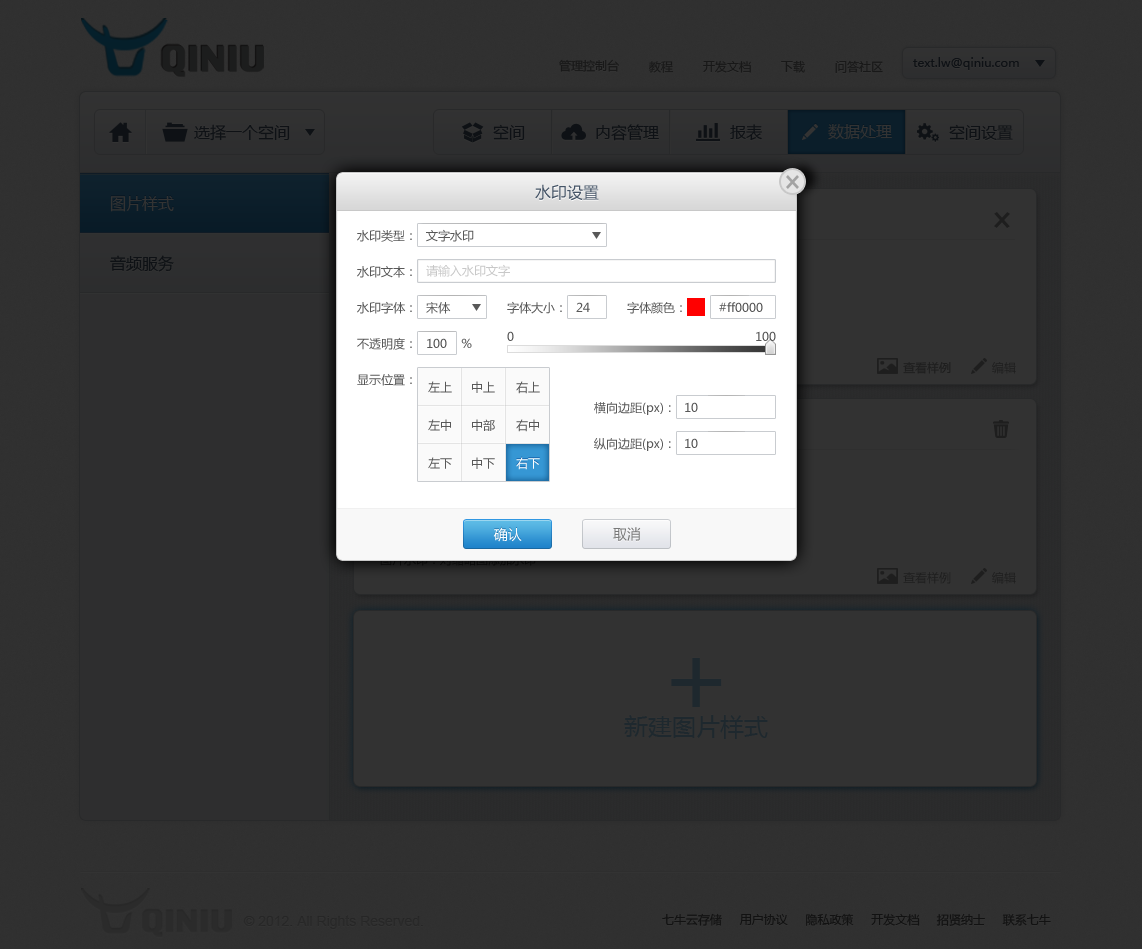 QINIU
管理控制台 教程 开发文档 下载 问答社区 text.lw@qiniu.com
选择一个空间 空间 内容管理 报表 数据处理 空间设置
图片样式
音频服务
水印设置
水印类型： 文字水印
水印文本： 请输入水印文字
水印字体： 宋体 字体大小： 24 字体颜色： #ff0000
不透明度： 100 % 0 100
显示位置： 左上 中上 右上
左中 中部 右中
左下 中下 右下
横向边距(px)： 10
纵向边距(px)： 10
确认 取消
查看样例 编辑
查看样例 编辑
新建图片样式
QINIU © 2012. All Rights Reserved.
七牛云存储 用户协议 隐私政策 开发文档 招贤纳士 联系七牛